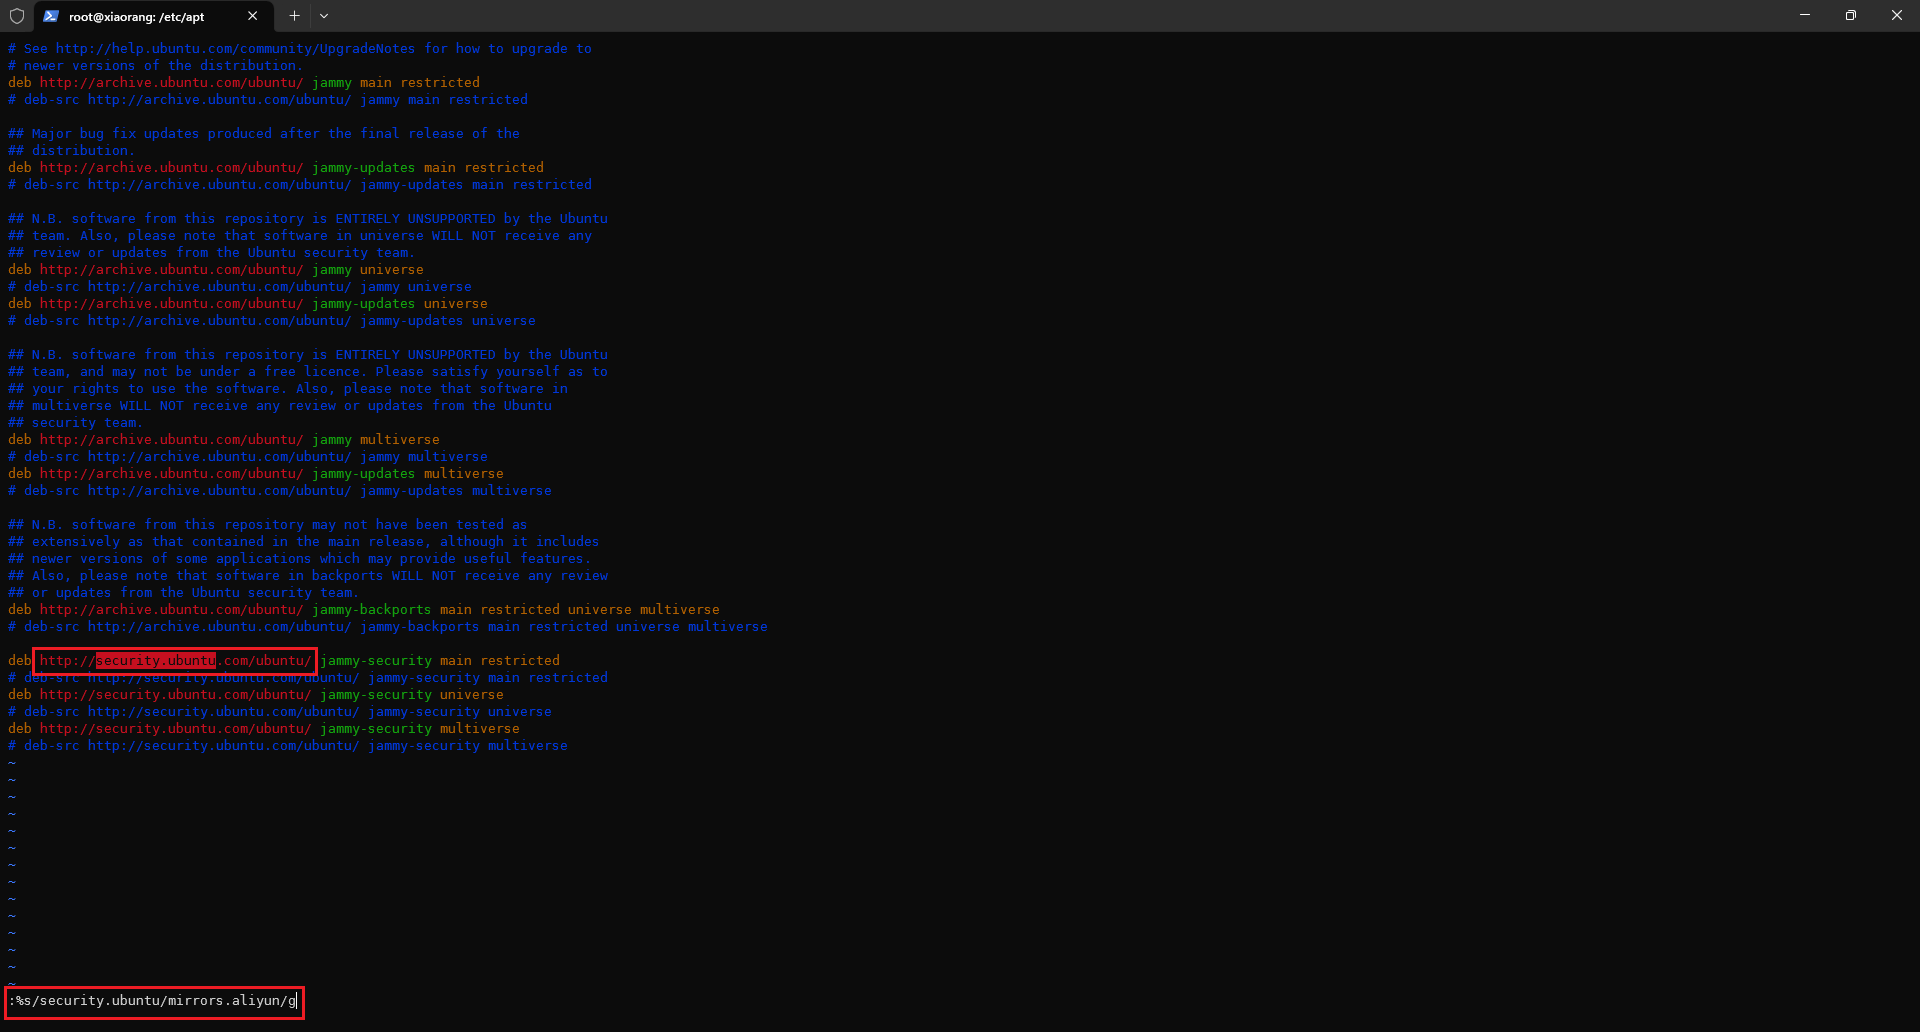 root@xiaorang: /etc/apt
# See http://help.ubuntu.com/community/UpgradeNotes for how to upgrade to
# newer versions of the distribution.
deb http://archive.ubuntu.com/ubuntu/ jammy main restricted
# deb-src http://archive.ubuntu.com/ubuntu/ jammy main restricted
## Major bug fix updates produced after the final release of the
## distribution.
deb http://archive.ubuntu.com/ubuntu/ jammy-updates main restricted
# deb-src http://archive.ubuntu.com/ubuntu/ jammy-updates main restricted
## N.B. software from this repository is ENTIRELY UNSUPPORTED by the Ubuntu
## team. Also, please note that software in universe WILL NOT receive any
## review or updates from the Ubuntu security team.
deb http://archive.ubuntu.com/ubuntu/ jammy universe
# deb-src http://archive.ubuntu.com/ubuntu/ jammy universe
deb http://archive.ubuntu.com/ubuntu/ jammy-updates universe
# deb-src http://archive.ubuntu.com/ubuntu/ jammy-updates universe
## N.B. software from this repository is ENTIRELY UNSUPPORTED by the Ubuntu
## team, and may not be under a free licence. Please satisfy yourself as to
## your rights to use the software. Also, please note that software in
## multiverse WILL NOT receive any review or updates from the Ubuntu
## security team.
deb http://archive.ubuntu.com/ubuntu/ jammy multiverse
# deb-src http://archive.ubuntu.com/ubuntu/ jammy multiverse
deb http://archive.ubuntu.com/ubuntu/ jammy-updates multiverse
# deb-src http://archive.ubuntu.com/ubuntu/ jammy-updates multiverse
## N.B. software from this repository may not have been tested as
## extensively as that contained in the main release, although it includes
## newer versions of some applications which may provide useful features.
## Also, please note that software in backports WILL NOT receive any review
## or updates from the Ubuntu security team.
deb http://archive.ubuntu.com/ubuntu/ jammy-backports main restricted universe multiverse
# deb-src http://archive.ubuntu.com/ubuntu/ jammy-backports main restricted universe multiverse
deb http://security.ubuntu.com/ubuntu/ jammy-security main restricted
# deb-src http://security.ubuntu.com/ubuntu/ jammy-security main restricted
deb http://security.ubuntu.com/ubuntu/ jammy-security universe
# deb-src http://security.ubuntu.com/ubuntu/ jammy-security universe
deb http://security.ubuntu.com/ubuntu/ jammy-security multiverse
# deb-src http://security.ubuntu.com/ubuntu/ jammy-security multiverse
~
~
~
~
~
~
~
~
~
~
~
~
~
~
:%s/security.ubuntu/mirrors.aliyun/g